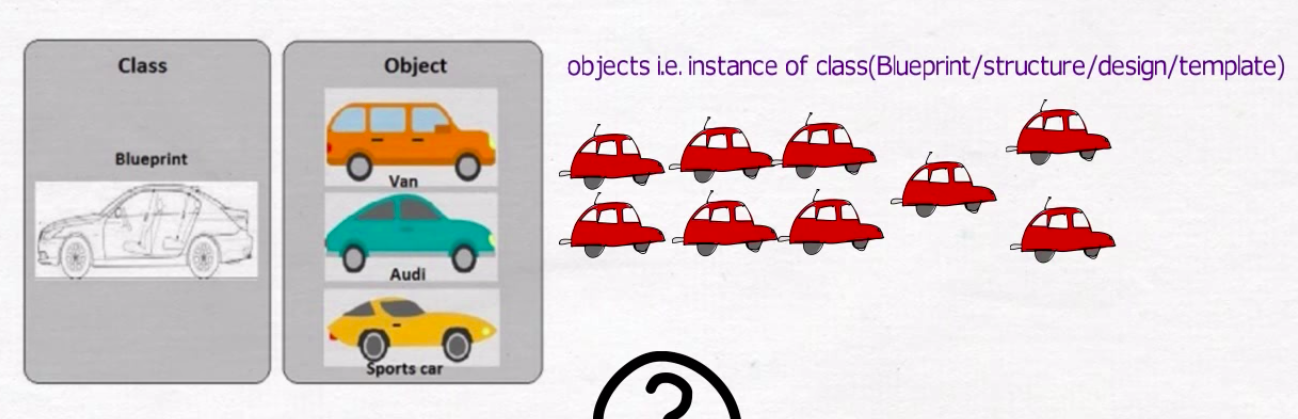 Class
Blueprint
Object
Van
Audi
Sports car
objects i.e. instance of class(Blueprint/structure/design/template)
?